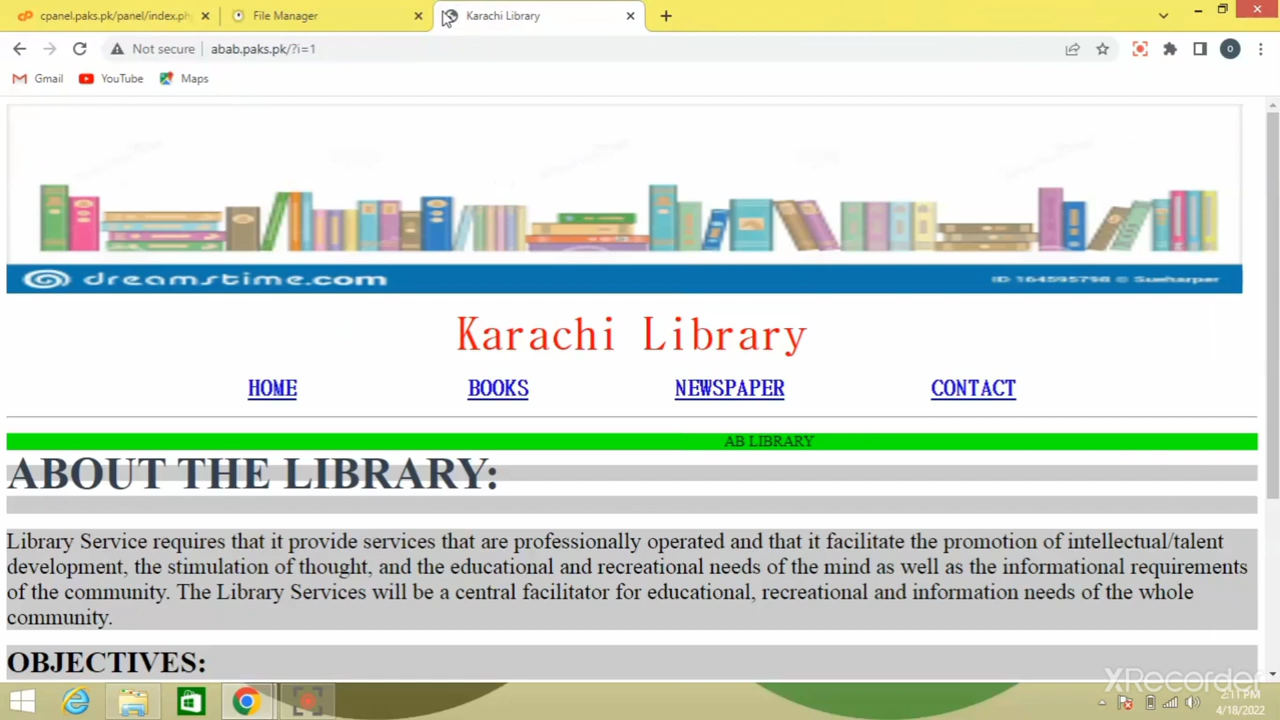 cpanel.paks.pk/panel/index.ph
File Manager
Karachi Library
Not secure
abab.paks.pk/?i=1
Gmail
YouTube
Maps
dreamstime.com
ID 164595798 © Sueharper
Karachi Library
HOME BOOKS NEWSPAPER CONTACT
AB LIBRARY
ABOUT THE LIBRARY:
Library Service requires that it provide services that are professionally operated and that it facilitate the promotion of intellectual/talent
development, the stimulation of thought, and the educational and recreational needs of the mind as well as the informational requirements
of the community. The Library Services will be a central facilitator for educational, recreational and information needs of the whole
community.
OBJECTIVES:
XRecorder
2:11 PM
4/18/2022